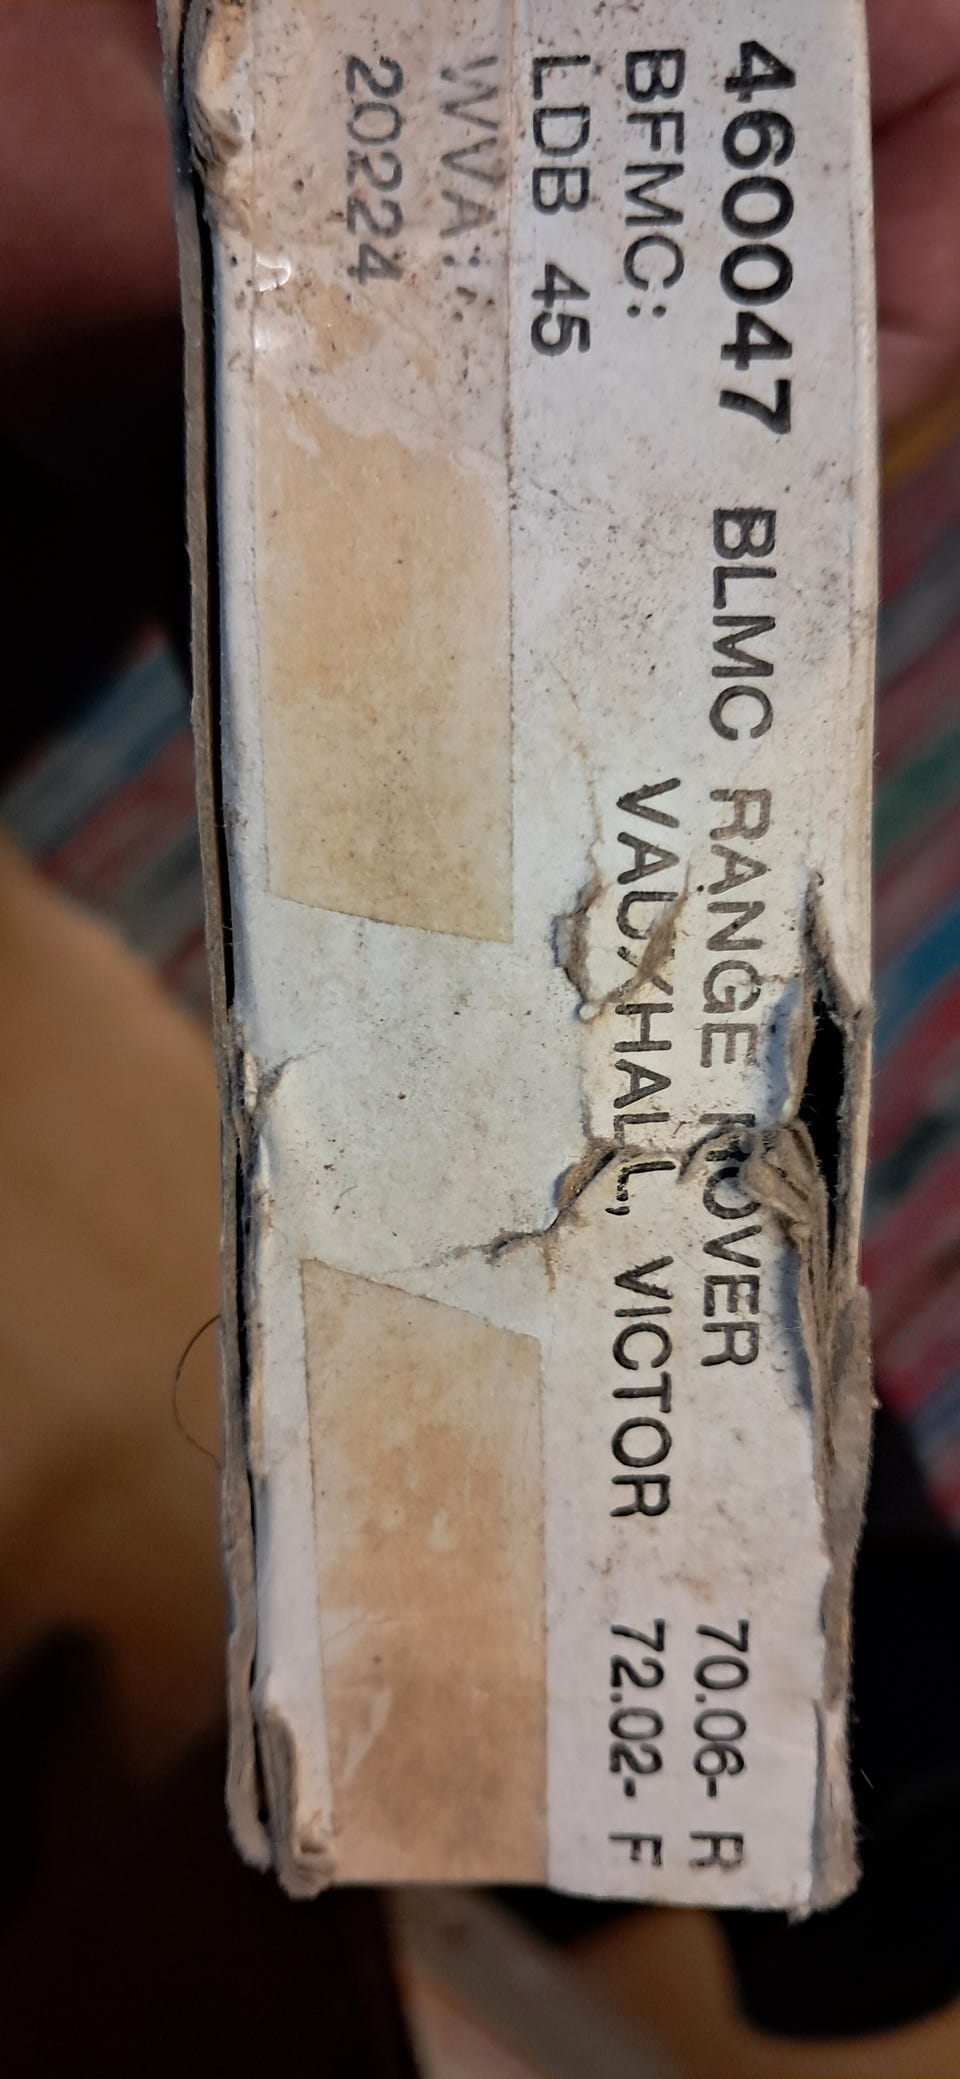 460047 BLMC RANGE ROVER 70.06- R
BFMC: VAUXHALL, VICTOR 72.02- F
LDB 45
WVA:
20224